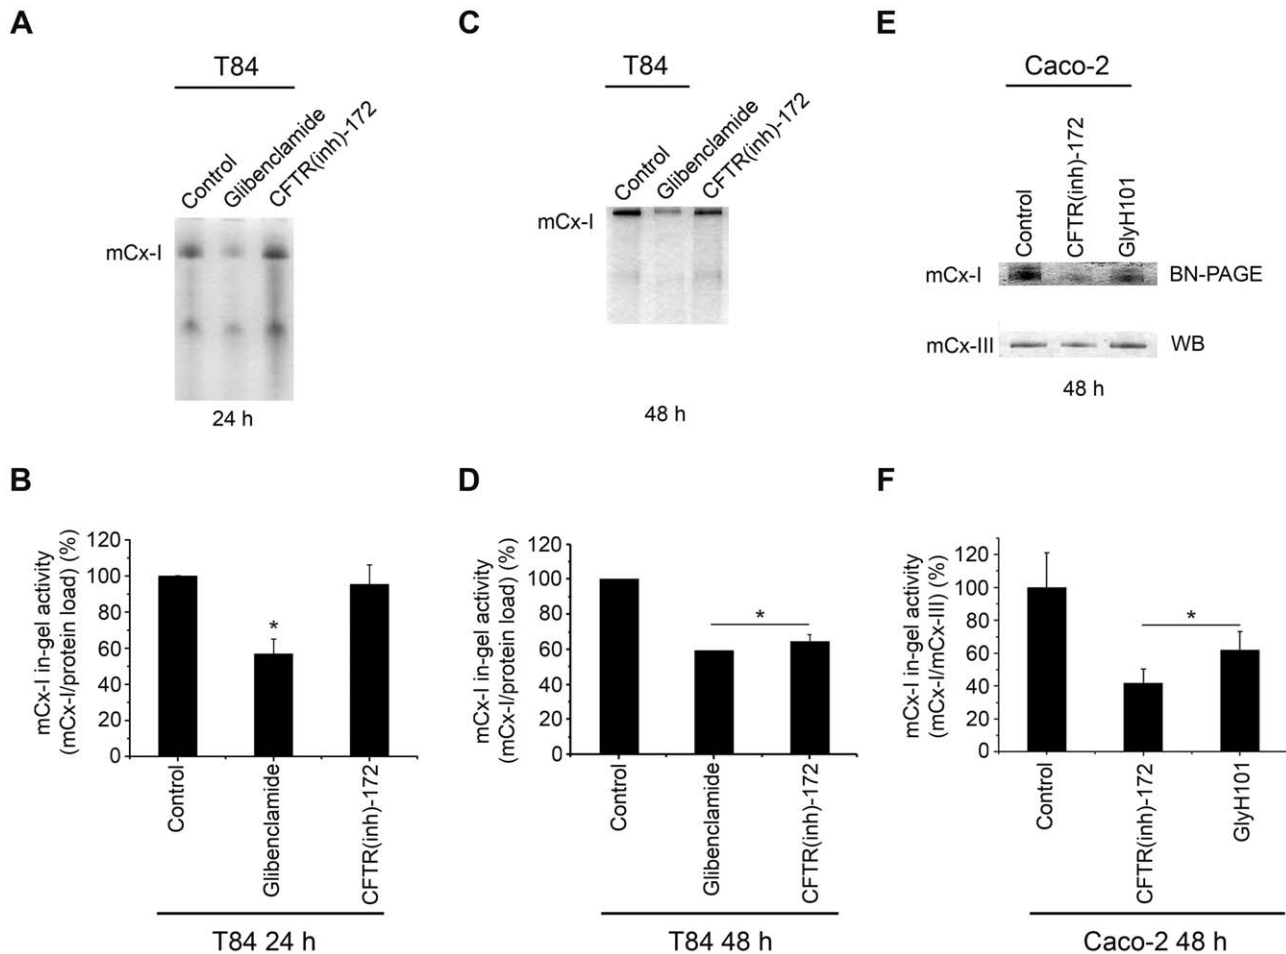 A
T84
Control
Glibenclamide
CFTR(inh)-172
mCx-I
24 h
C
T84
Control
Glibenclamide
CFTR(inh)-172
mCx-I
48 h
E
Caco-2
Control
CFTR(inh)-172
GlyH101
mCx-I
BN-PAGE
mCx-III
WB
48 h
B
mCx-I in-gel activity
(mCx-I/protein load) (%)
120
100
80
60
40
20
0
*
Control
Glibenclamide
CFTR(inh)-172
T84 24 h
D
mCx-I in-gel activity
(mCx-I/protein load) (%)
120
100
80
60
40
20
0
*
Control
Glibenclamide
CFTR(inh)-172
T84 48 h
F
mCx-I in-gel activity
(mCx-I/mCx-III) (%)
120
100
80
60
40
20
0
*
Control
CFTR(inh)-172
GlyH101
Caco-2 48 h